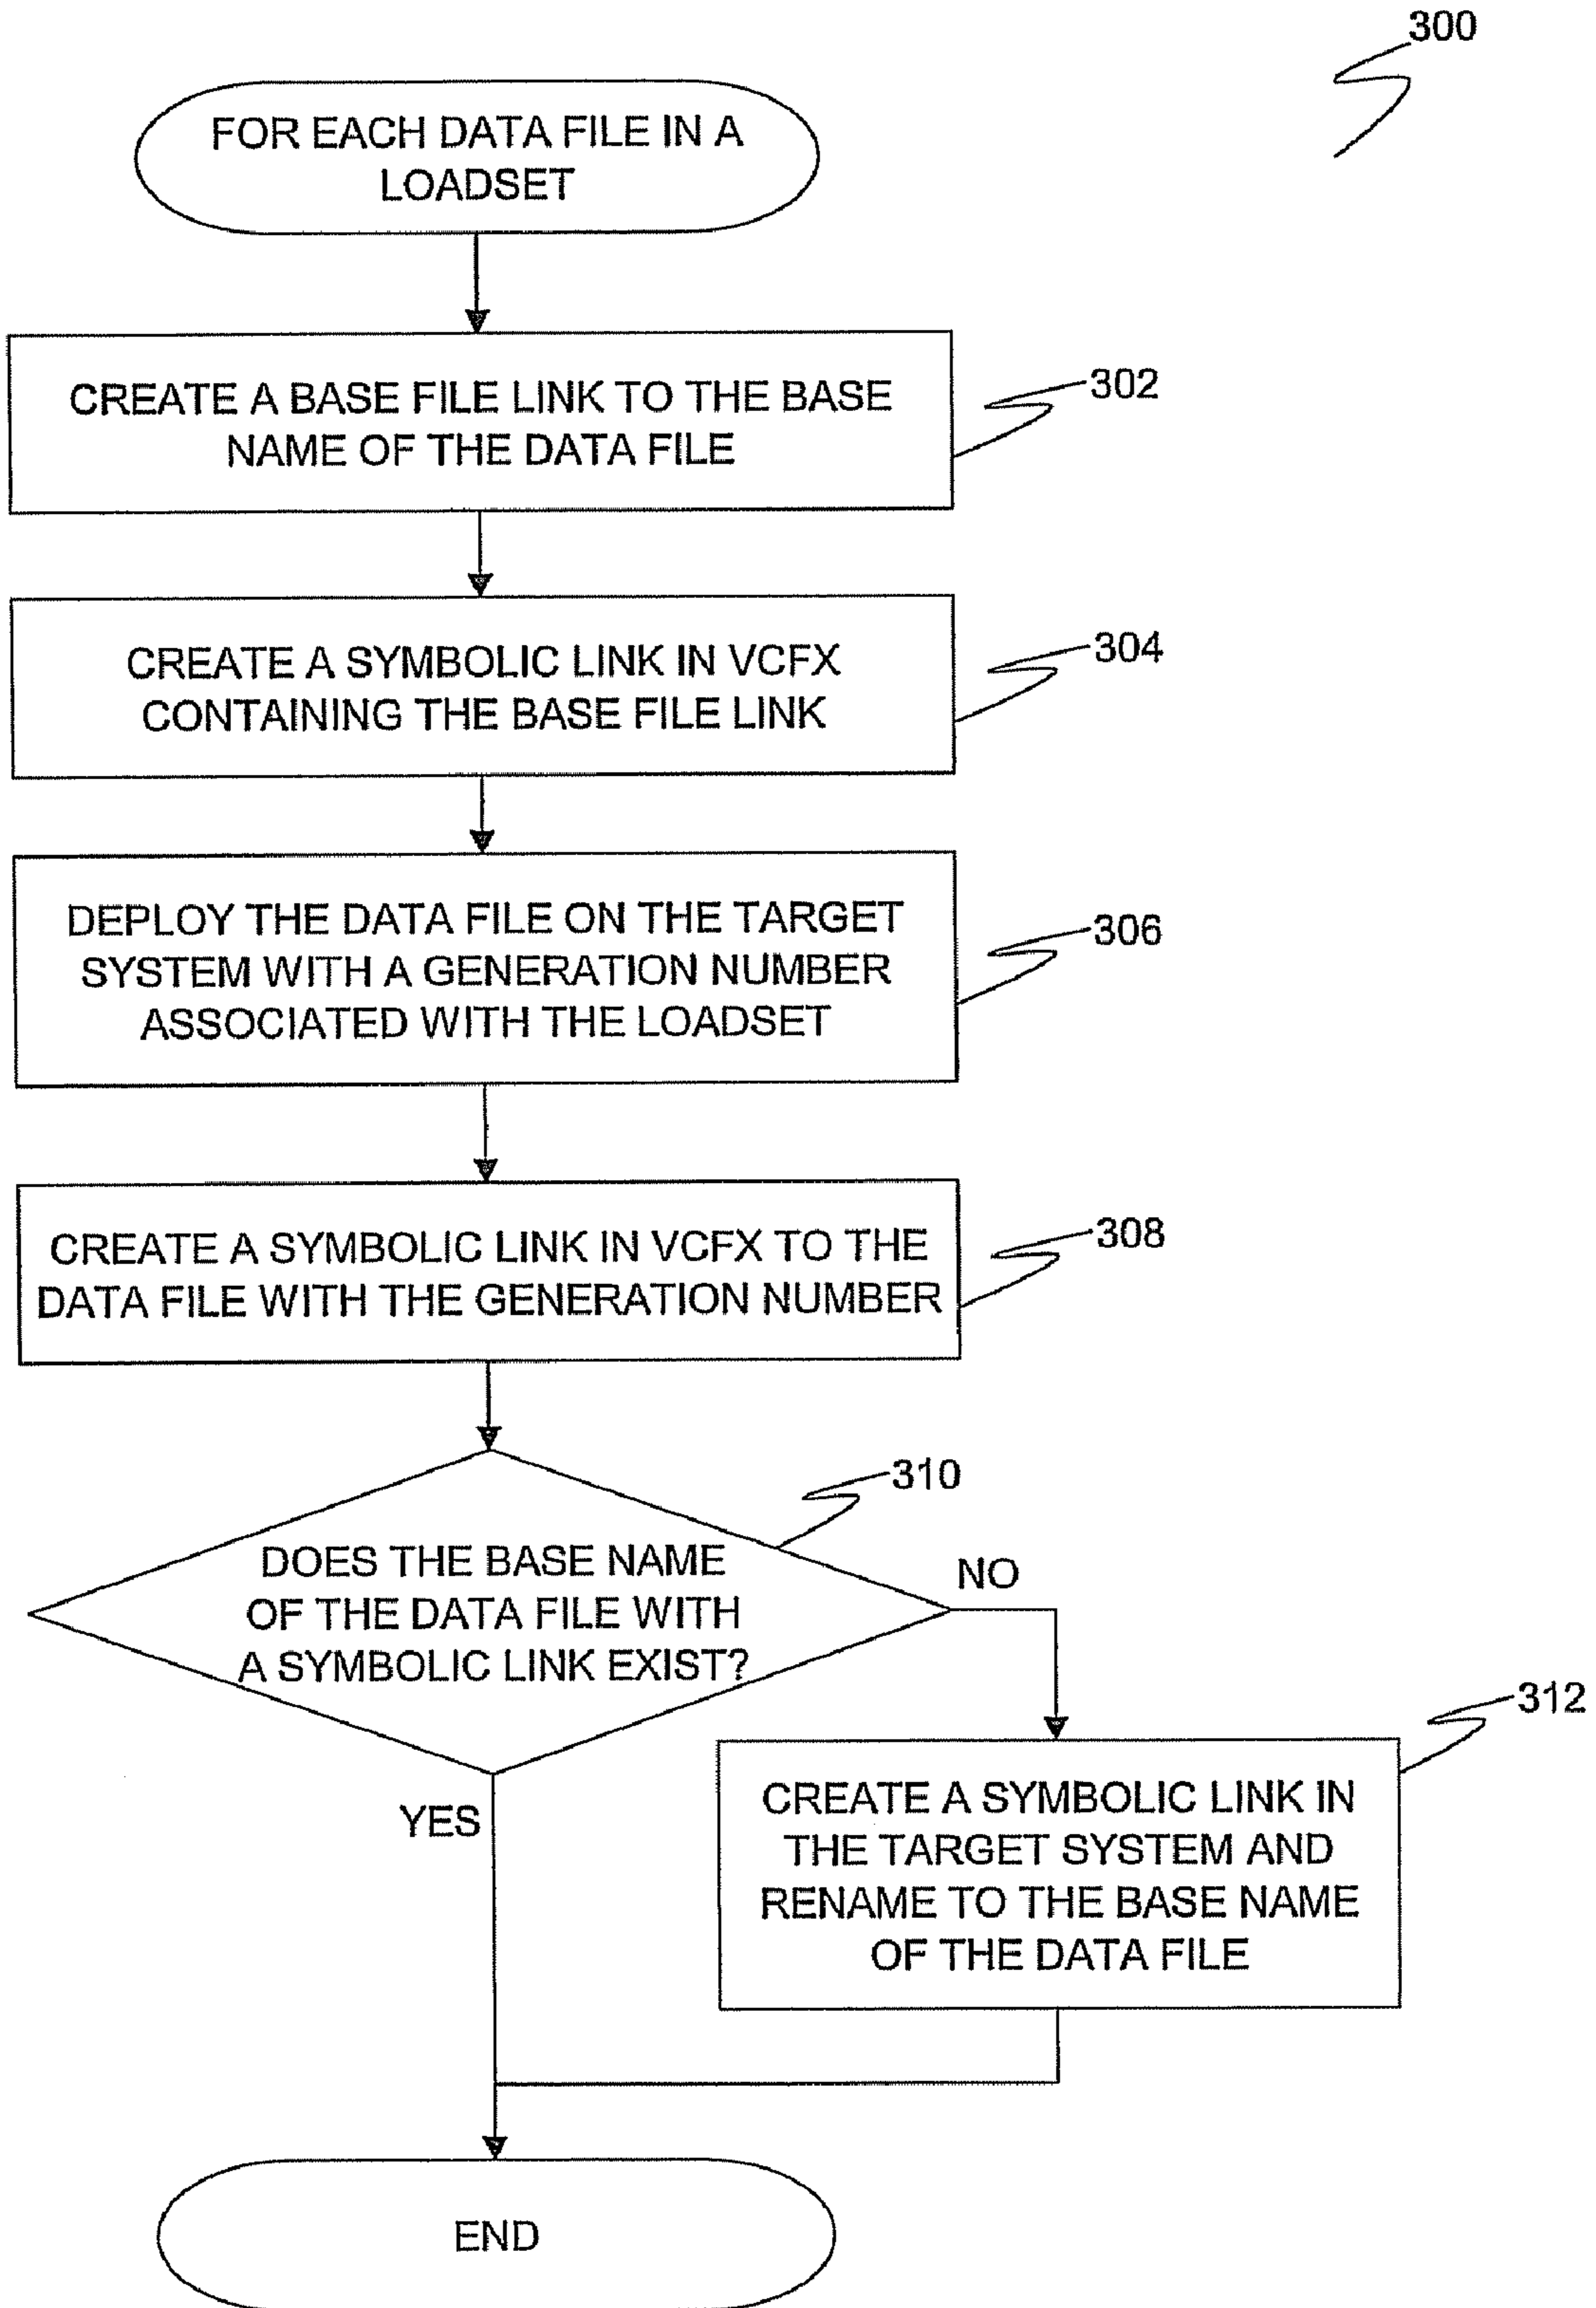 300
FOR EACH DATA FILE IN A
LOADSET
CREATE A BASE FILE LINK TO THE BASE
NAME OF THE DATA FILE
302
CREATE A SYMBOLIC LINK IN VCFX
CONTAINING THE BASE FILE LINK
304
DEPLOY THE DATA FILE ON THE TARGET
SYSTEM WITH A GENERATION NUMBER
ASSOCIATED WITH THE LOADSET
306
CREATE A SYMBOLIC LINK IN VCFX TO THE
DATA FILE WITH THE GENERATION NUMBER
308
310
DOES THE BASE NAME
OF THE DATA FILE WITH
A SYMBOLIC LINK EXIST?
NO
YES
312
CREATE A SYMBOLIC LINK IN
THE TARGET SYSTEM AND
RENAME TO THE BASE NAME
OF THE DATA FILE
END